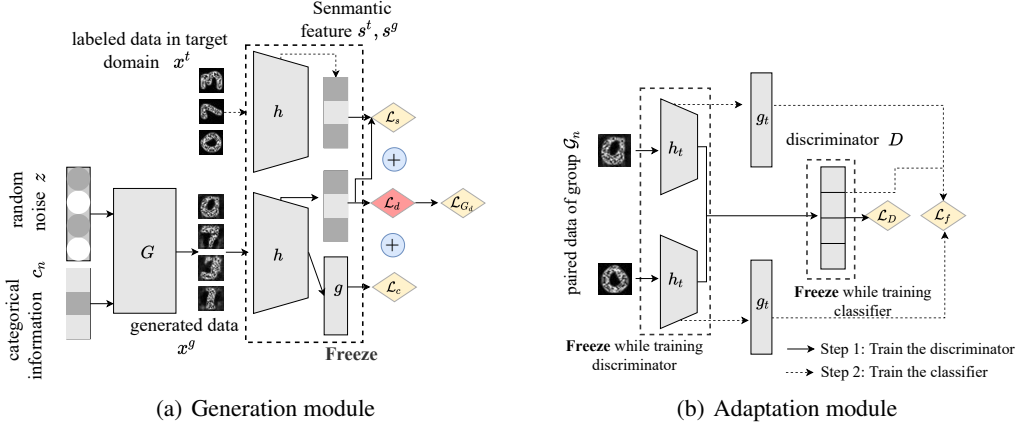 Senmantic
feature s^t, s^g
labeled data in target
domain x^t
h
L_s
+
random
noise z
G
h
L_d
L_{G_d}
+
categorical
information c_n
g
L_c
generated data
x^g
Freeze
(a) Generation module
paired data of group G_n
h_t
g_t
discriminator D
L_D
L_f
h_t
g_t
Freeze while training
discriminator
Freeze while training
classifier
Step 1: Train the discriminator
Step 2: Train the classifier
(b) Adaptation module